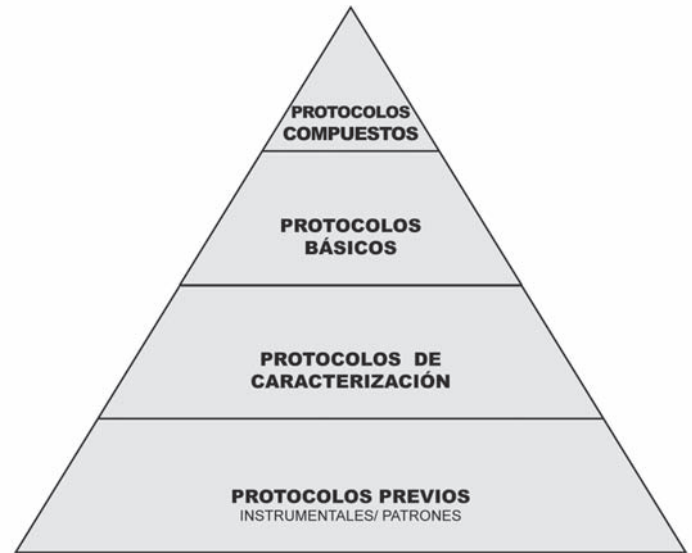 PROTOCOLOS
COMPUESTOS
PROTOCOLOS
BÁSICOS
PROTOCOLOS DE
CARACTERIZACIÓN
PROTOCOLOS PREVIOS
INSTRUMENTALES/ PATRONES